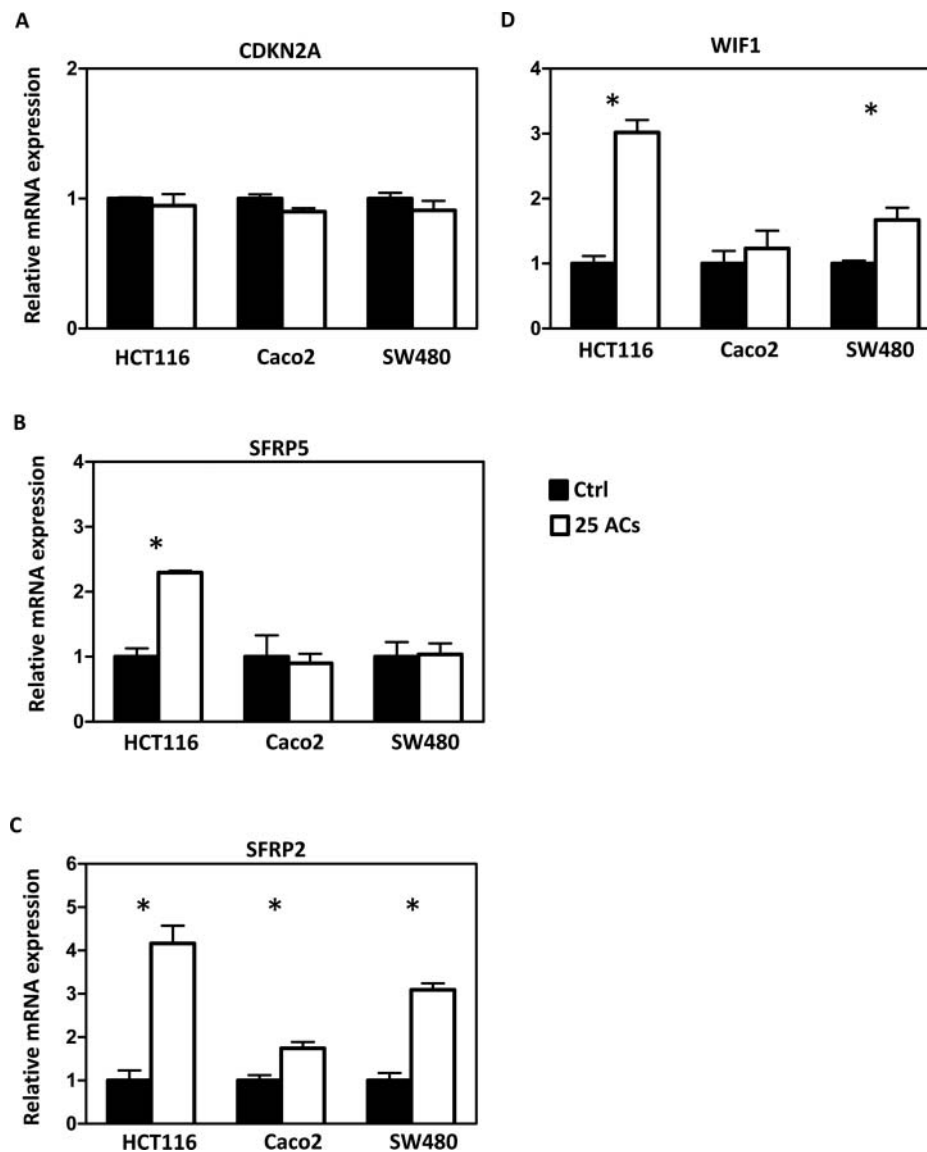 A
CDKN2A
Relative mRNA expression
2
1
0
HCT116 Caco2 SW480
D
WIF1
4
3
2
1
0
HCT116 Caco2 SW480
*
*
B
SFRP5
Relative mRNA expression
4
3
2
1
0
*
HCT116 Caco2 SW480
Ctrl
25 ACs
C
SFRP2
Relative mRNA expression
6
5
4
3
2
1
0
* * *
HCT116 Caco2 SW480